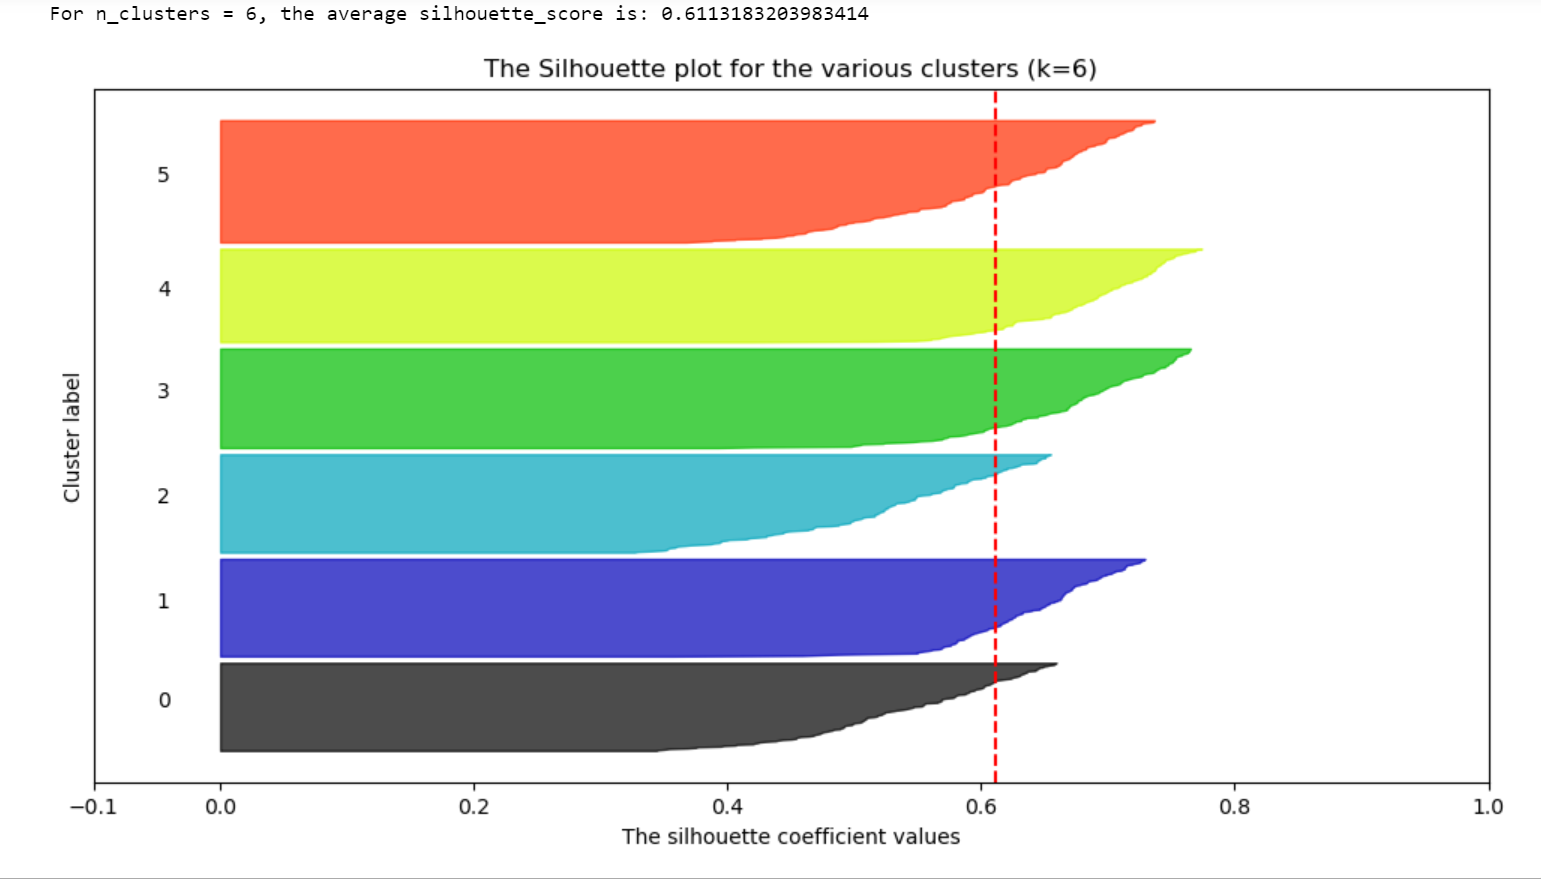 For n_clusters = 6, the average silhouette_score is: 0.6113183203983414
The Silhouette plot for the various clusters (k=6)
5
4
3
2
1
0
Cluster label
−0.1 0.0 0.2 0.4 0.6 0.8 1.0
The silhouette coefficient values